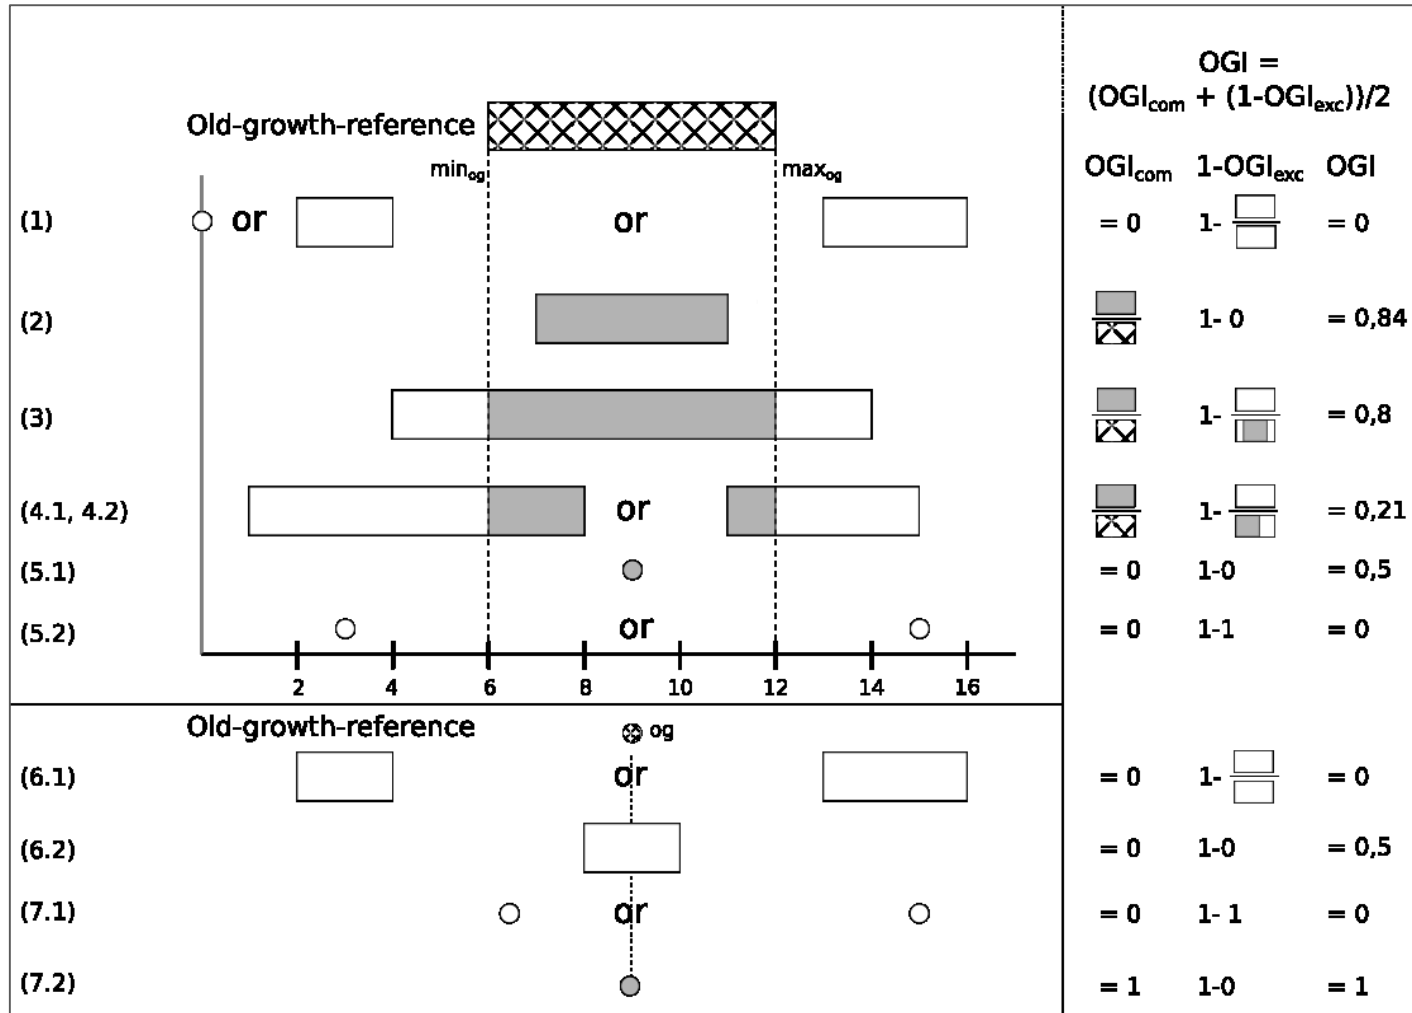 OGI =
(OGIcom + (1-OGIexc))/2
Old-growth-reference
minog
maxog
OGIcom 1-OGIexc OGI
(1) or or = 0 1- = 0
(2) 1- 0 = 0,84
(3) 1- = 0,8
(4.1, 4.2) or 1- = 0,21
(5.1) = 0 1-0 = 0,5
(5.2) or = 0 1-1 = 0
2 4 6 8 10 12 14 16
Old-growth-reference og
(6.1) or = 0 1- = 0
(6.2) = 0 1-0 = 0,5
(7.1) or = 0 1- 1 = 0
(7.2) = 1 1-0 = 1